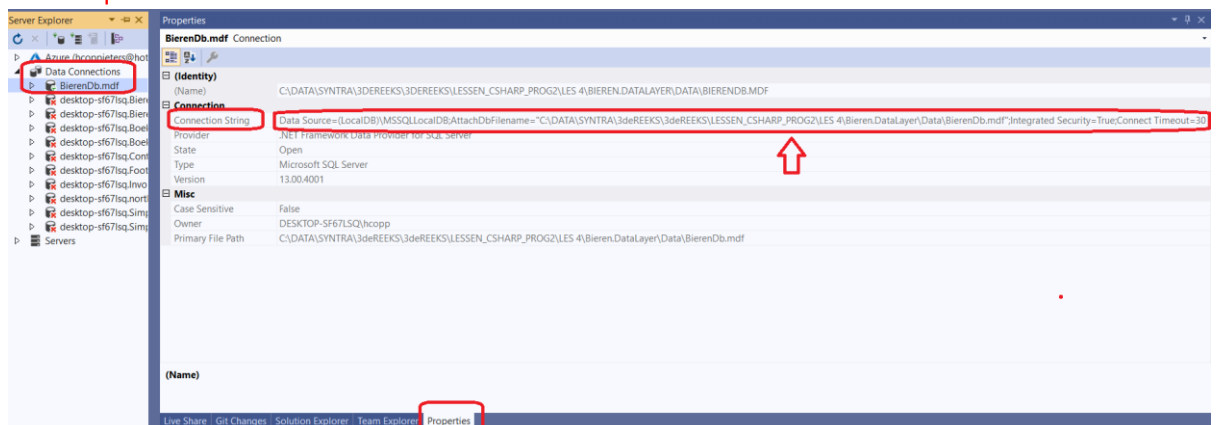 Server Explorer
Azure (hcoppieters@hot
Data Connections
BierenDb.mdf
desktop-sf67lsq.Bier
desktop-sf67lsq.Bier
desktop-sf67lsq.Boel
desktop-sf67lsq.Boel
desktop-sf67lsq.Cont
desktop-sf67lsq.Foot
desktop-sf67lsq.Invo
desktop-sf67lsq.nort
desktop-sf67lsq.Simp
desktop-sf67lsq.Simp
Servers
Properties
BierenDb.mdf Connection
(Identity)
(Name) C:\DATA\SYNTRA\3DEREEKS\3DEREEKS\LESSEN_CSHARP_PROG2\LES 4\BIEREN.DATALAYER\DATA\BIERENDB.MDF
Connection
Connection String Data Source=(LocalDB)\MSSQLLocalDB;AttachDbFilename="C:\DATA\SYNTRA\3deREEKS\3deREEKS\LESSEN_CSHARP_PROG2\LES 4\Bieren.DataLayer\Data\BierenDb.mdf";Integrated Security=True;Connect Timeout=30
Provider .NET Framework Data Provider for SQL Server
State Open
Type Microsoft SQL Server
Version 13.00.4001
Misc
Case Sensitive False
Owner DESKTOP-SF67LSQ\hcopp
Primary File Path C:\DATA\SYNTRA\3deREEKS\3deREEKS\LESSEN_CSHARP_PROG2\LES 4\Bieren.DataLayer\Data\BierenDb.mdf
(Name)
Live Share Git Changes Solution Explorer Team Explorer Properties